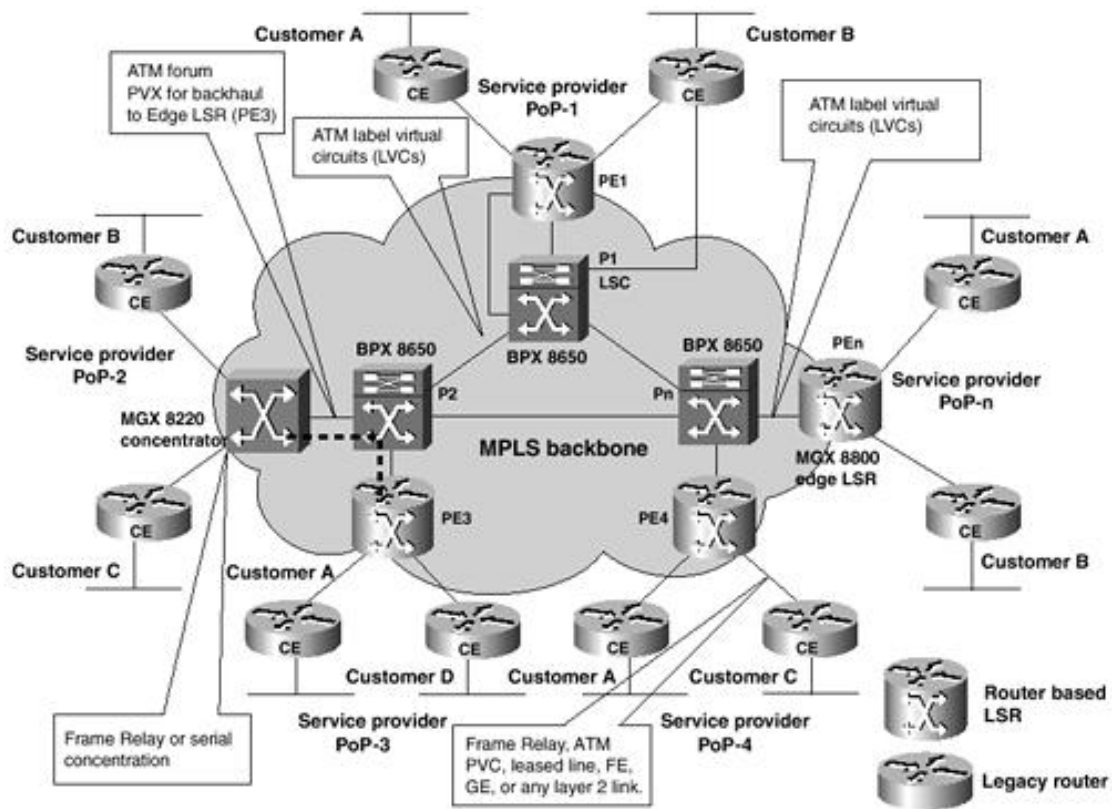 Customer A
Customer B
ATM forum
PVX for backhaul
to Edge LSR (PE3)
CE
Service provider
PoP-1
CE
ATM label virtual
circuits (LVCs)
ATM label virtual
circuits (LVCs)
PE1
Customer B
Customer A
CE
P1
LSC
CE
BPX 8650
BPX 8650
BPX 8650
PEn
Service provider
PoP-2
P2
Pn
Service provider
PoP-n
MGX 8220
concentrator
MPLS backbone
MGX 8800
edge LSR
CE
PE3
PE4
CE
Customer C
Customer A
Customer B
CE
CE
CE
CE
Customer D
Customer A
Customer C
Service provider
PoP-3
Service provider
PoP-4
Frame Relay or serial
concentration
Frame Relay, ATM
PVC, leased line, FE,
GE, or any layer 2 link.
Router based
LSR
Legacy router